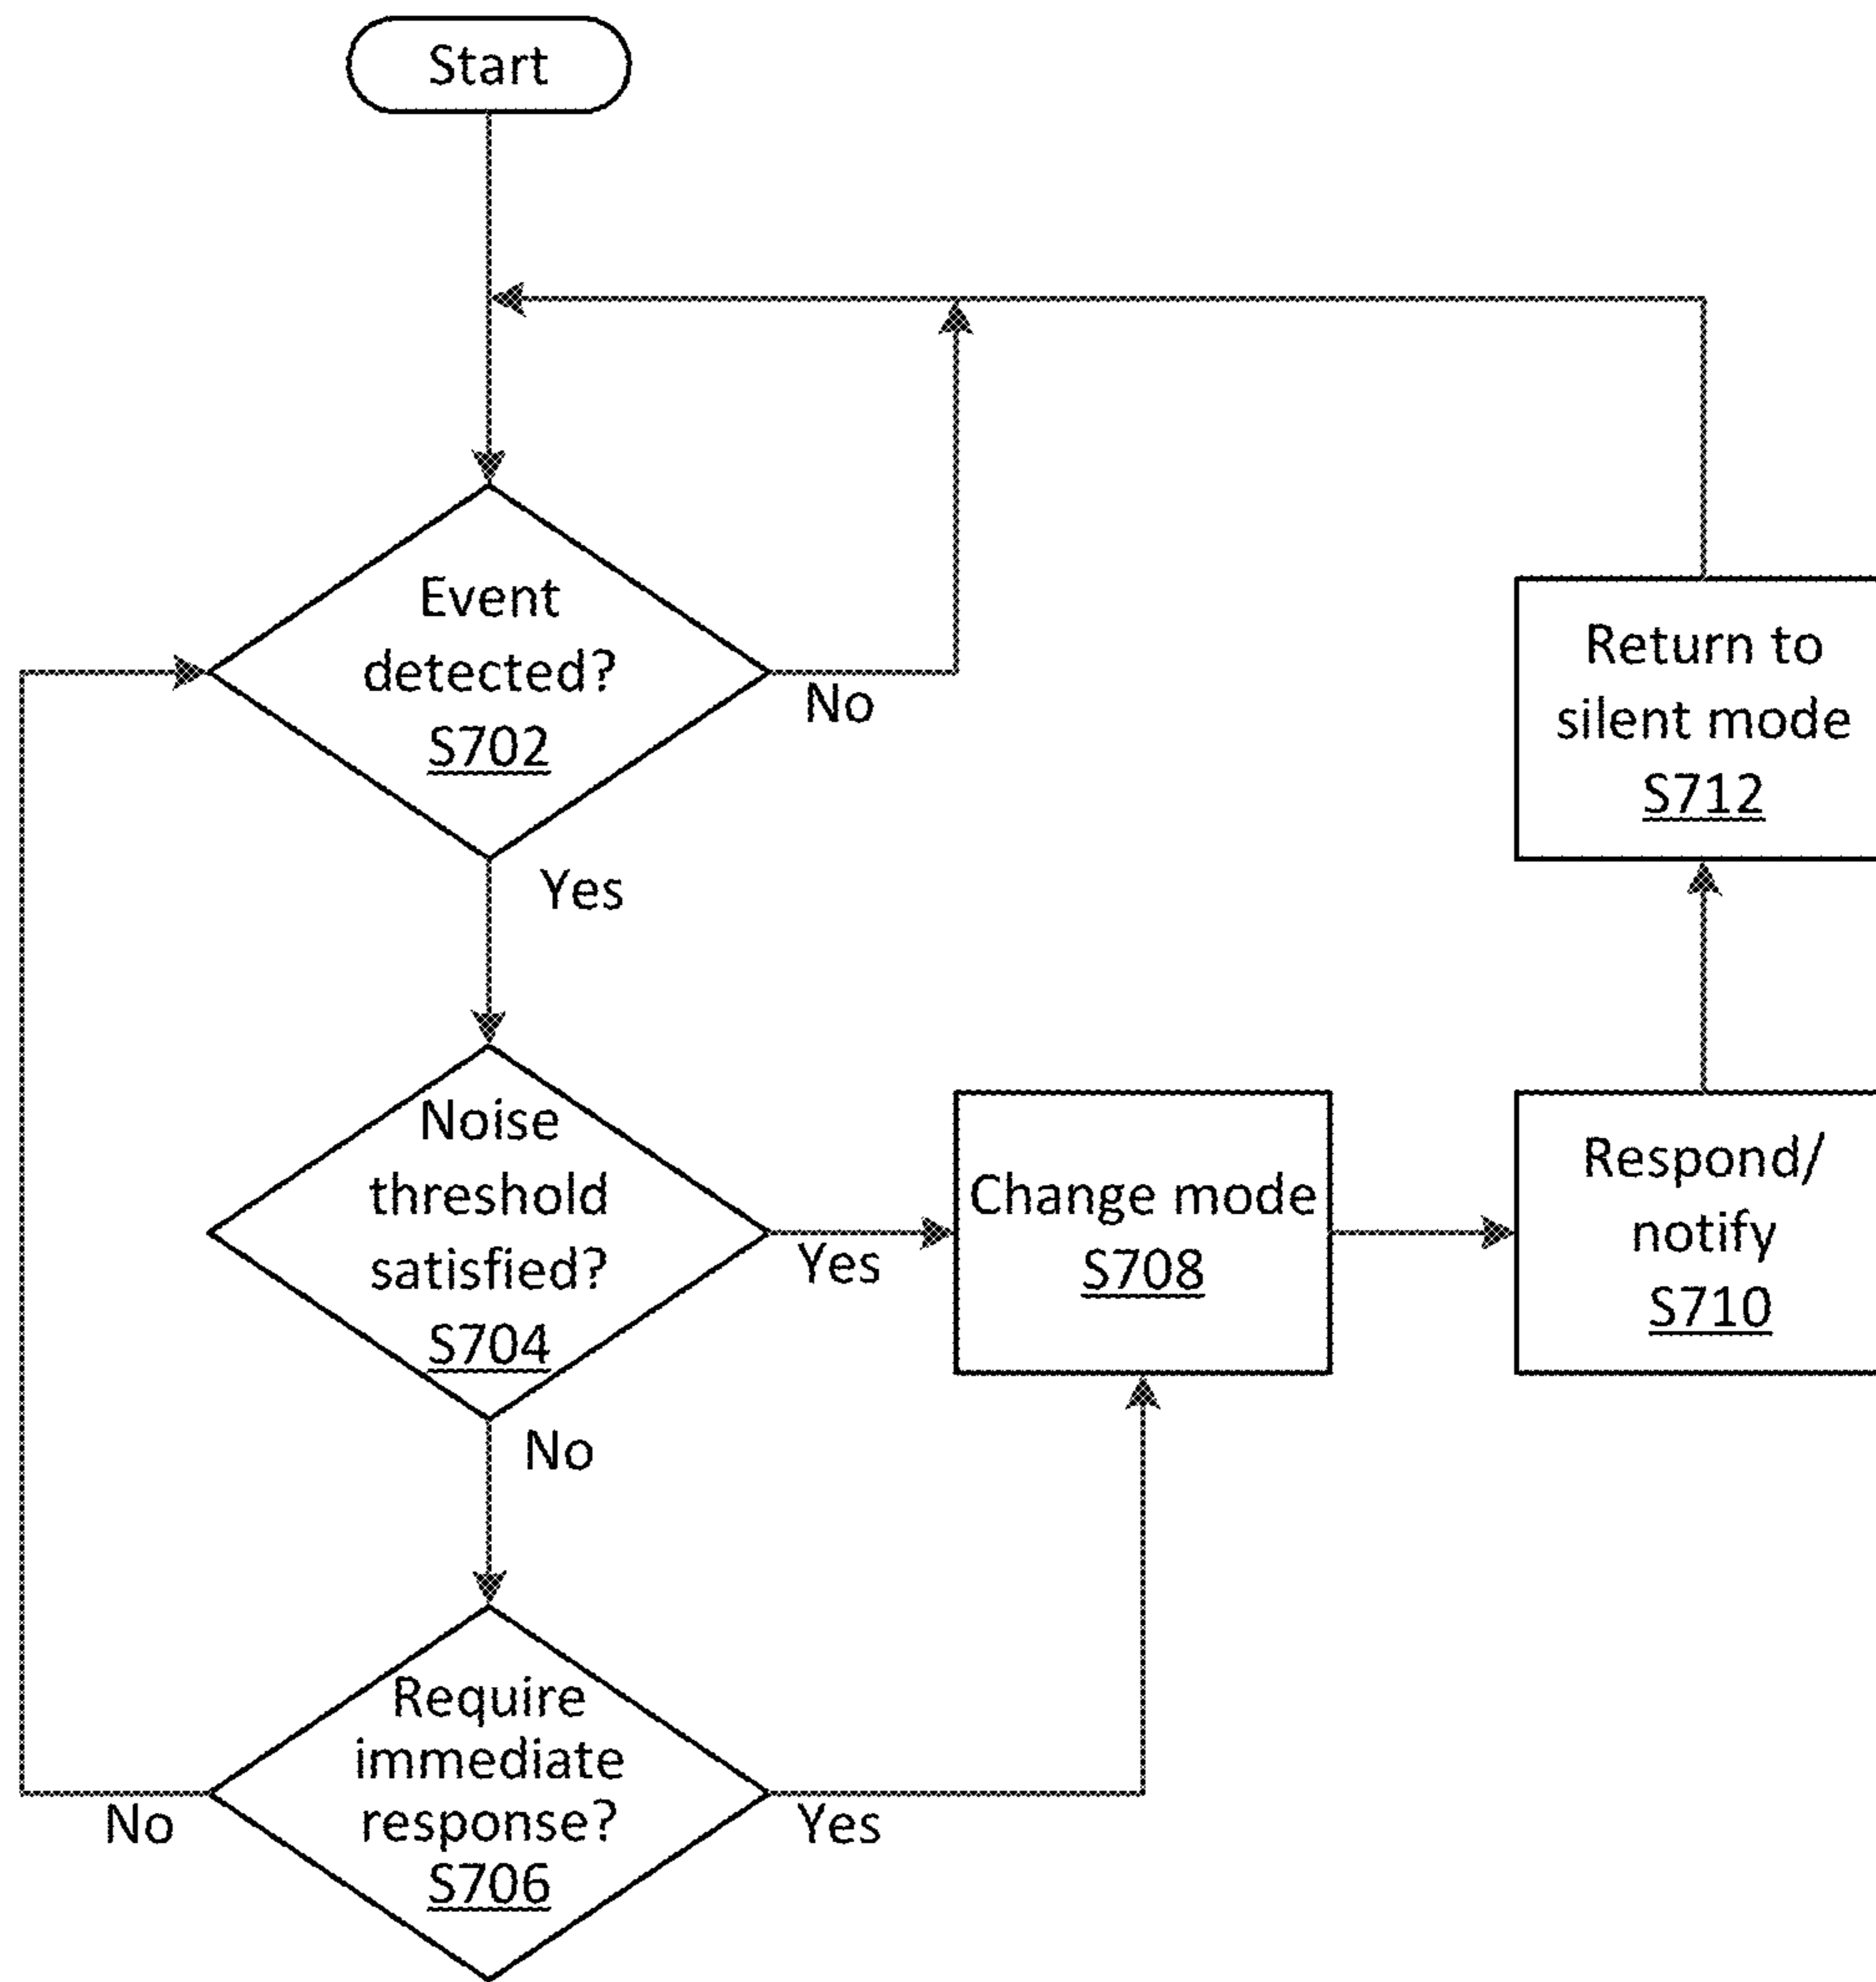 Start
Event
detected?
S702
No
Yes
Return to
silent mode
S712
Noise
threshold
satisfied?
S704
Yes
No
Change mode
S708
Respond/
notify
S710
Require
immediate
response?
S706
No
Yes